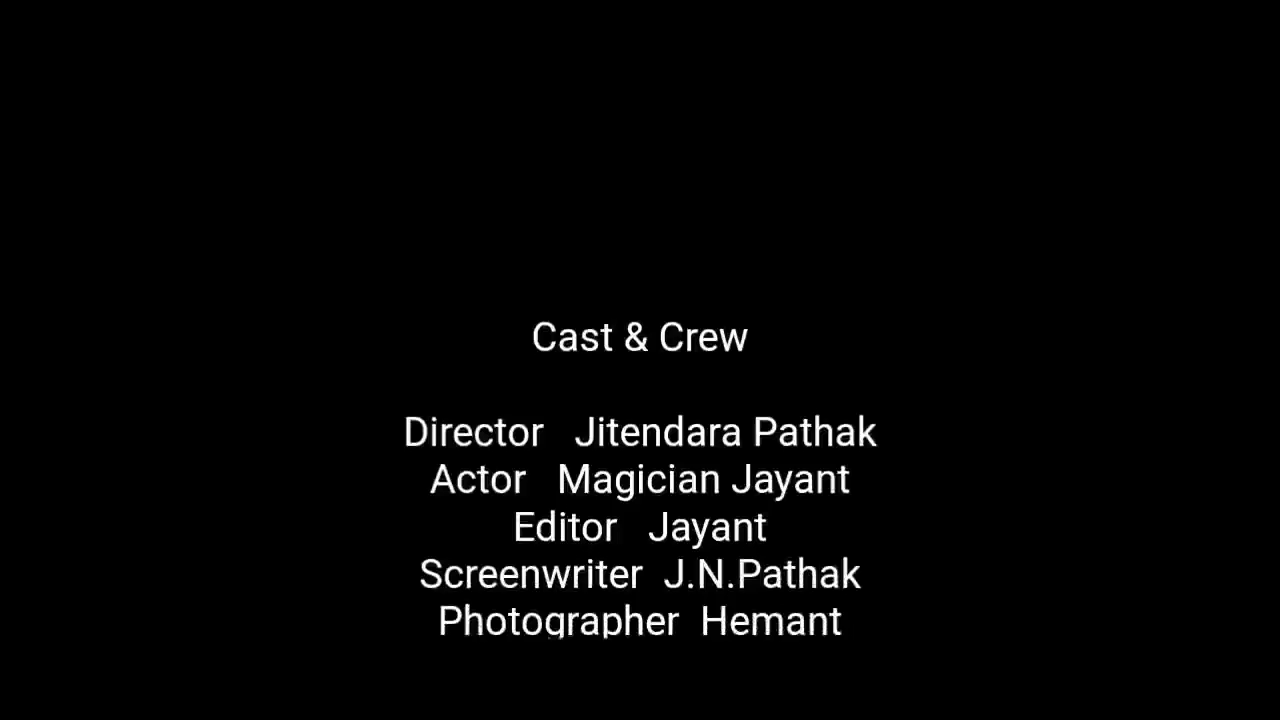 Cast & Crew
Director Jitendara Pathak
Actor Magician Jayant
Editor Jayant
Screenwriter J.N.Pathak
Photographer Hemant